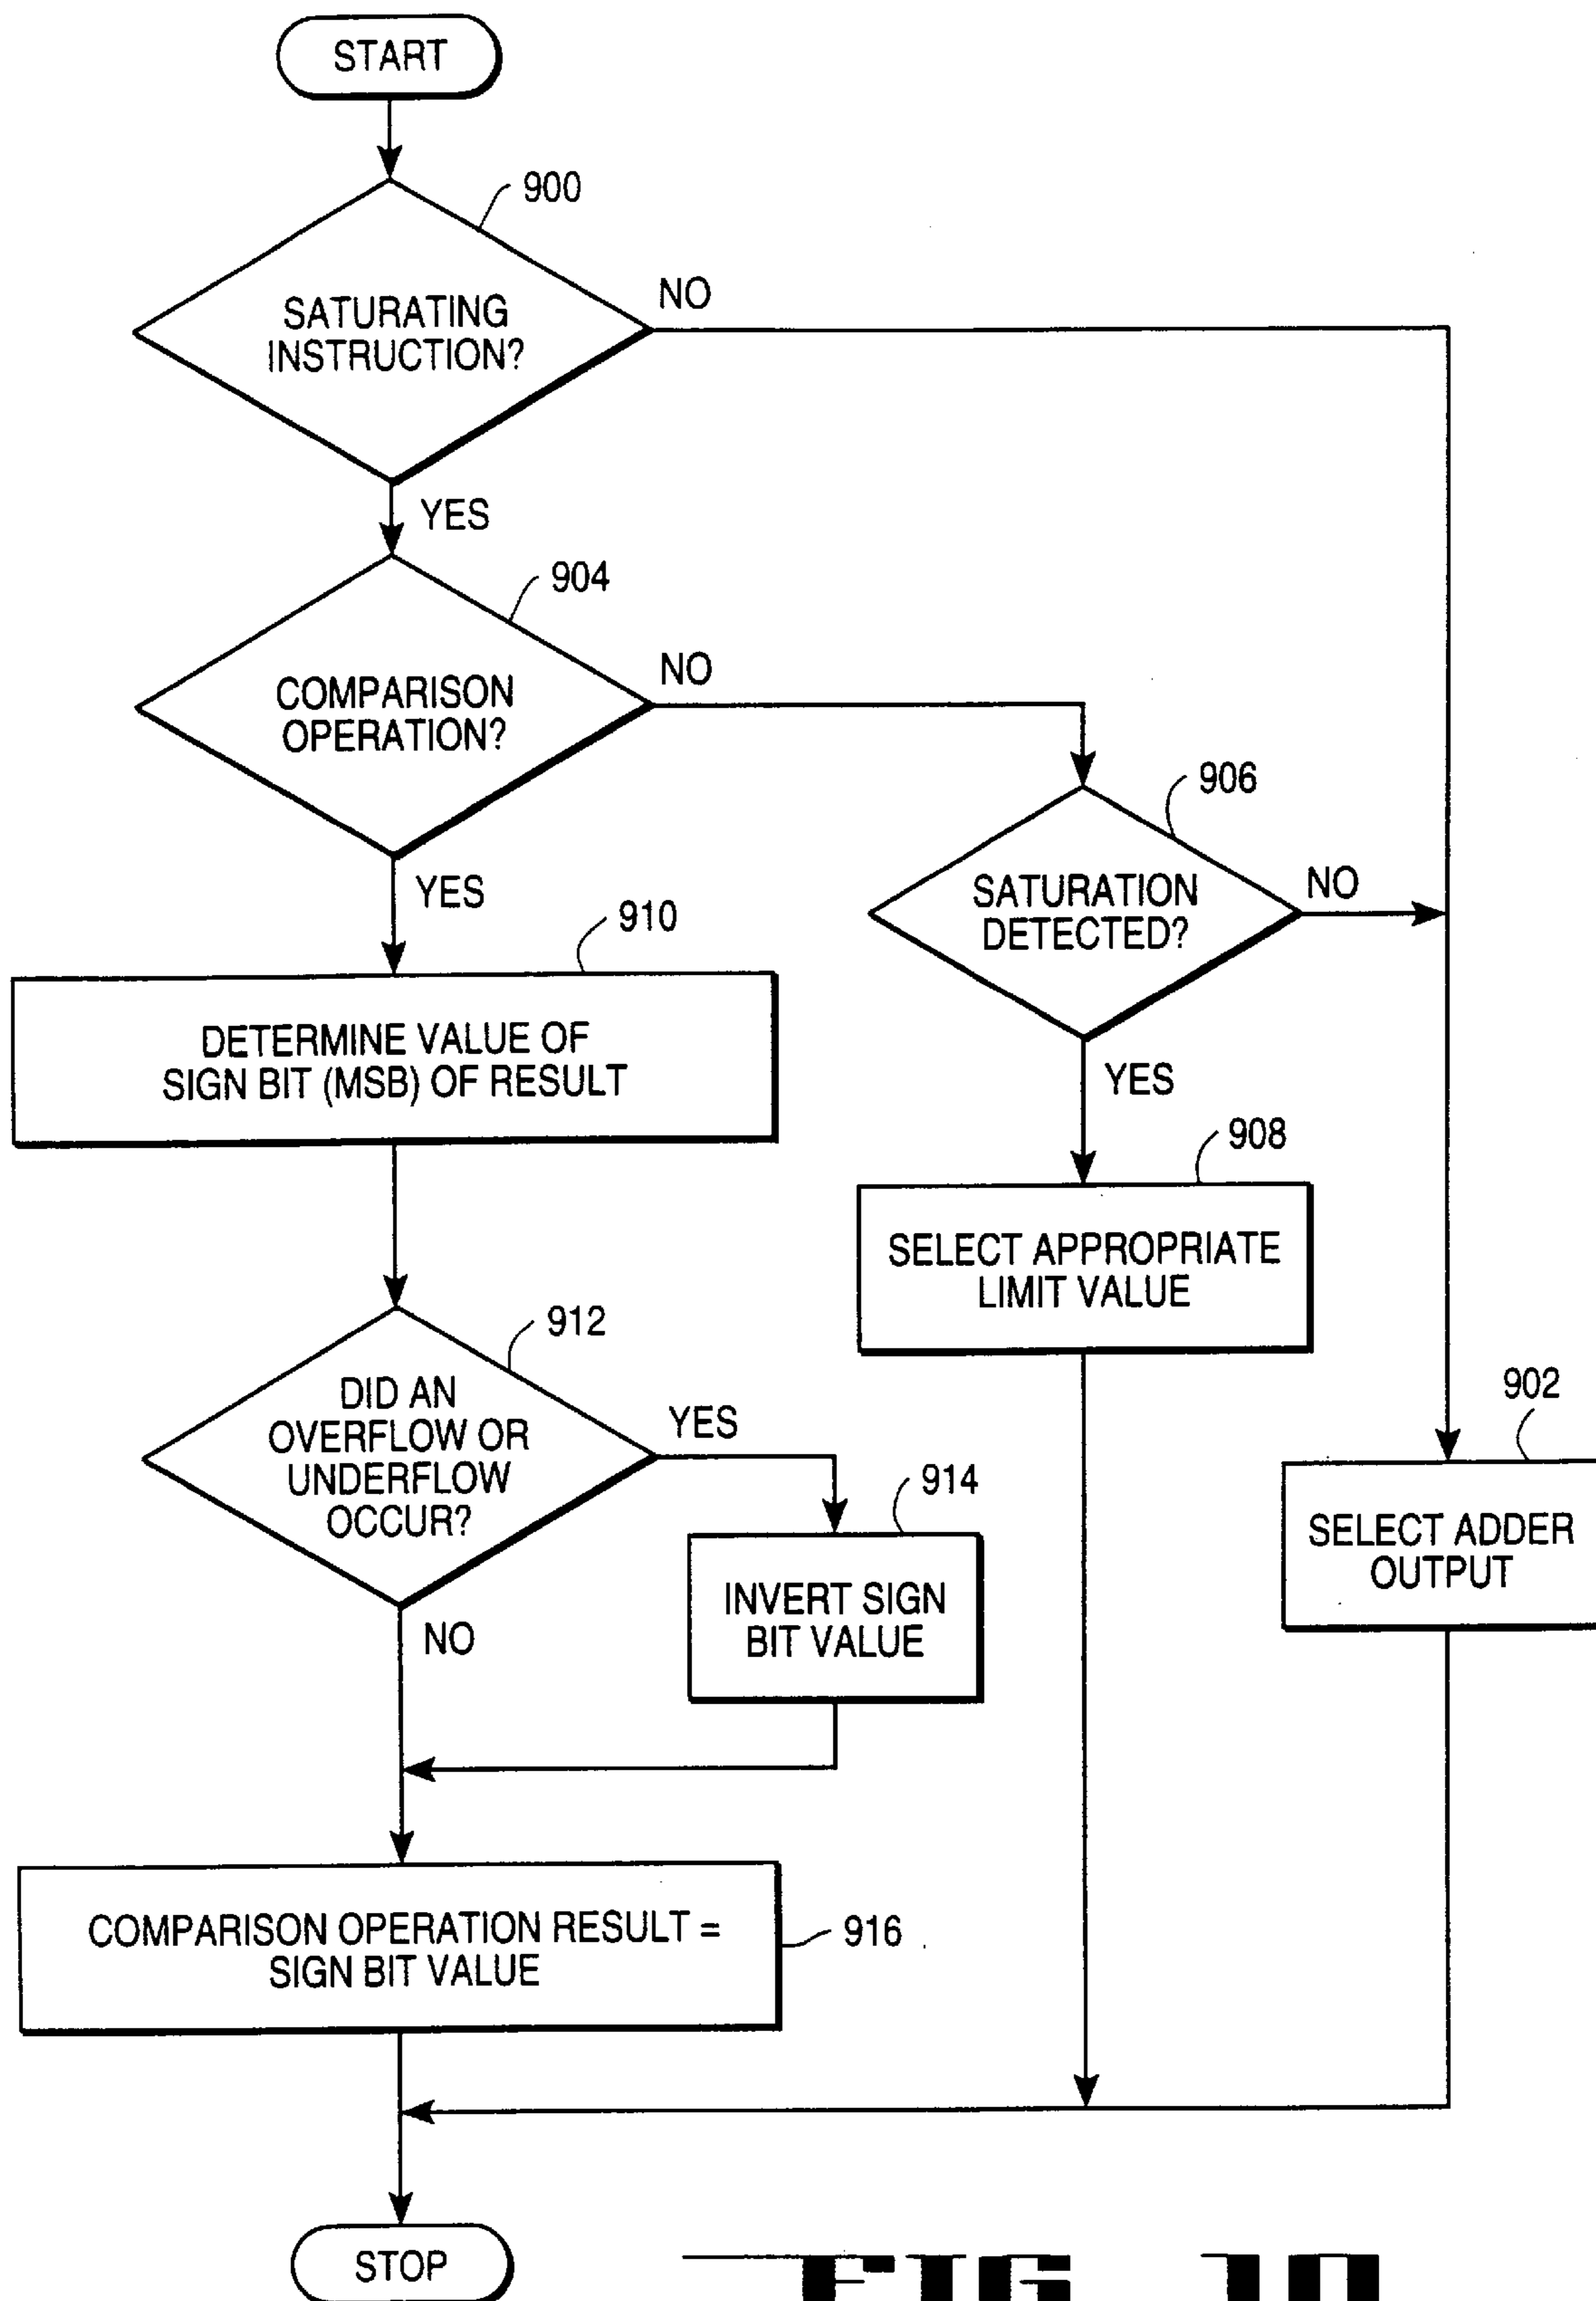 START
900
SATURATING
INSTRUCTION?
NO
YES
904
COMPARISON
OPERATION?
NO
YES
906
SATURATION
DETECTED?
NO
YES
910
DETERMINE VALUE OF
SIGN BIT (MSB) OF RESULT
908
SELECT APPROPRIATE
LIMIT VALUE
912
DID AN
OVERFLOW OR
UNDERFLOW
OCCUR?
YES
NO
914
INVERT SIGN
BIT VALUE
902
SELECT ADDER
OUTPUT
COMPARISON OPERATION RESULT =
SIGN BIT VALUE
916
STOP